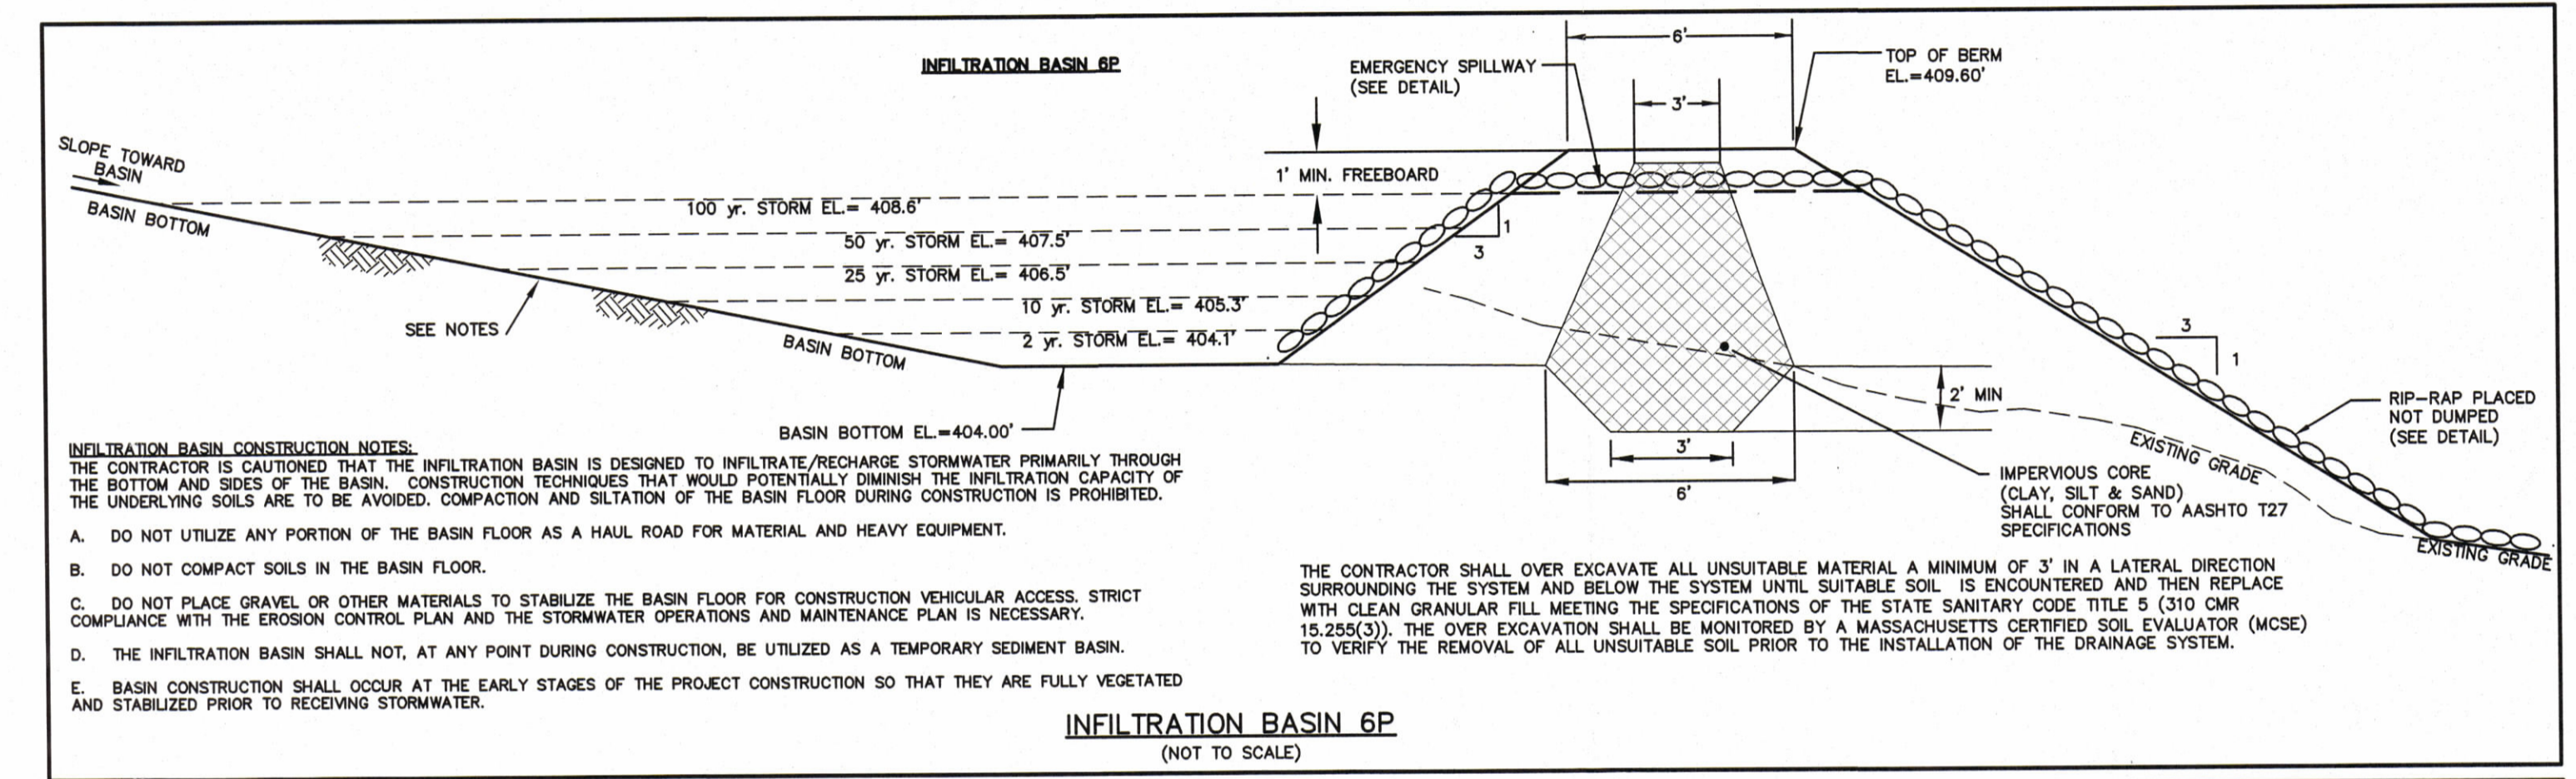 INFILTRATION BASIN 6P
6'
TOP OF BERM
EL.=409.60'
EMERGENCY SPILLWAY
(SEE DETAIL)
3'
SLOPE TOWARD
BASIN
BASIN BOTTOM
1' MIN. FREEBOARD
100 yr. STORM EL.= 408.6'
50 yr. STORM EL.= 407.5'
25 yr. STORM EL.= 406.5'
10 yr. STORM EL.= 405.3'
2 yr. STORM EL.= 404.1'
1
3
SEE NOTES
BASIN BOTTOM
BASIN BOTTOM EL.=404.00'
3
1
2' MIN
RIP-RAP PLACED
NOT DUMPED
(SEE DETAIL)
EXISTING GRADE
3'
6'
IMPERVIOUS CORE
(CLAY, SILT & SAND)
SHALL CONFORM TO AASHTO T27
SPECIFICATIONS
EXISTING GRADE
INFILTRATION BASIN CONSTRUCTION NOTES:
THE CONTRACTOR IS CAUTIONED THAT THE INFILTRATION BASIN IS DESIGNED TO INFILTRATE/RECHARGE STORMWATER PRIMARILY THROUGH
THE BOTTOM AND SIDES OF THE BASIN. CONSTRUCTION TECHNIQUES THAT WOULD POTENTIALLY DIMINISH THE INFILTRATION CAPACITY OF
THE UNDERLYING SOILS ARE TO BE AVOIDED. COMPACTION AND SILTATION OF THE BASIN FLOOR DURING CONSTRUCTION IS PROHIBITED.
A. DO NOT UTILIZE ANY PORTION OF THE BASIN FLOOR AS A HAUL ROAD FOR MATERIAL AND HEAVY EQUIPMENT.
B. DO NOT COMPACT SOILS IN THE BASIN FLOOR.
C. DO NOT PLACE GRAVEL OR OTHER MATERIALS TO STABILIZE THE BASIN FLOOR FOR CONSTRUCTION VEHICULAR ACCESS. STRICT
COMPLIANCE WITH THE EROSION CONTROL PLAN AND THE STORMWATER OPERATIONS AND MAINTENANCE PLAN IS NECESSARY.
D. THE INFILTRATION BASIN SHALL NOT, AT ANY POINT DURING CONSTRUCTION, BE UTILIZED AS A TEMPORARY SEDIMENT BASIN.
E. BASIN CONSTRUCTION SHALL OCCUR AT THE EARLY STAGES OF THE PROJECT CONSTRUCTION SO THAT THEY ARE FULLY VEGETATED
AND STABILIZED PRIOR TO RECEIVING STORMWATER.
THE CONTRACTOR SHALL OVER EXCAVATE ALL UNSUITABLE MATERIAL A MINIMUM OF 3' IN A LATERAL DIRECTION
SURROUNDING THE SYSTEM AND BELOW THE SYSTEM UNTIL SUITABLE SOIL IS ENCOUNTERED AND THEN REPLACE
WITH CLEAN GRANULAR FILL MEETING THE SPECIFICATIONS OF THE STATE SANITARY CODE TITLE 5 (310 CMR
15.255(3)). THE OVER EXCAVATION SHALL BE MONITORED BY A MASSACHUSETTS CERTIFIED SOIL EVALUATOR (MCSE)
TO VERIFY THE REMOVAL OF ALL UNSUITABLE SOIL PRIOR TO THE INSTALLATION OF THE DRAINAGE SYSTEM.
INFILTRATION BASIN 6P
(NOT TO SCALE)